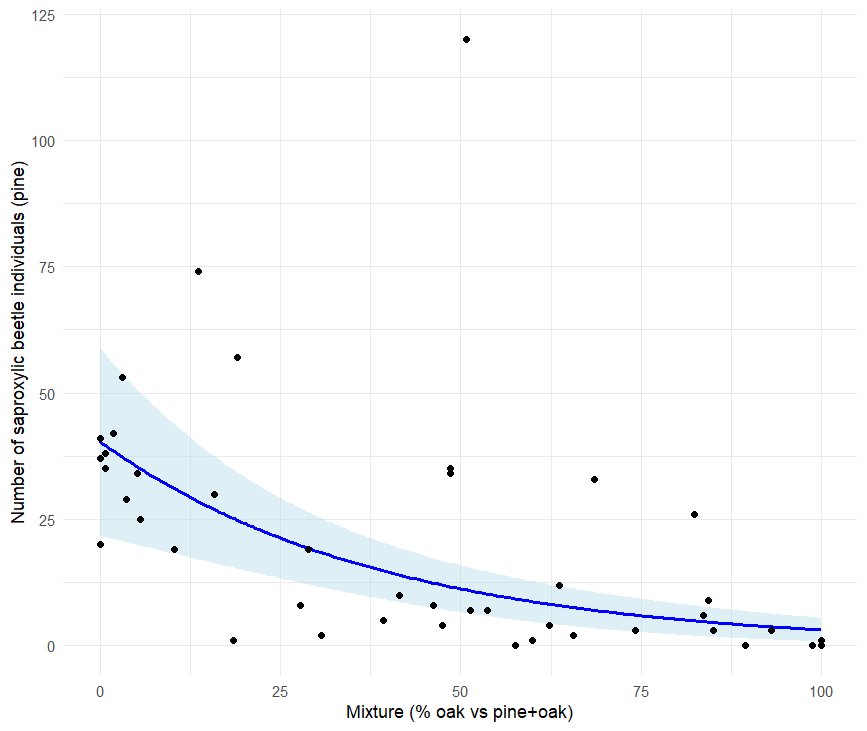 125
100
75
50
25
0
Number of saproxylic beetle individuals (pine)
0 25 50 75 100
Mixture (% oak vs pine+oak)